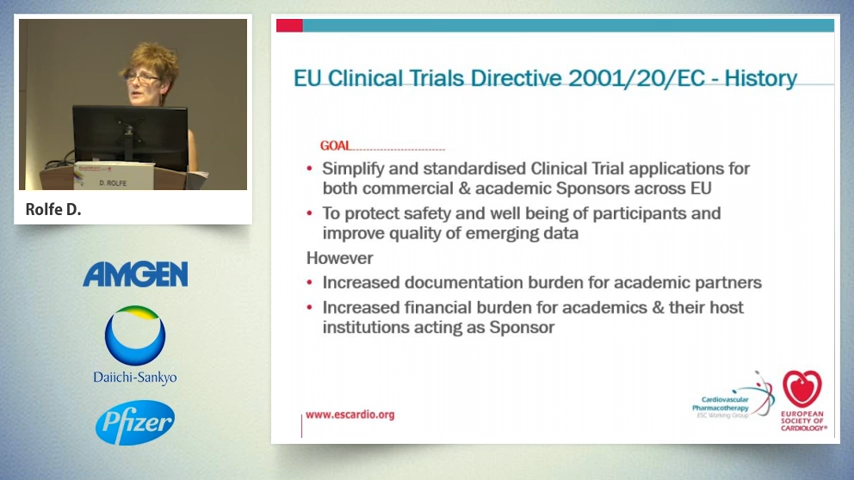 EU Clinical Trials Directive 2001/20/EC - History
GOAL
• Simplify and standardised Clinical Trial applications for
both commercial & academic Sponsors across EU
• To protect safety and well being of participants and
improve quality of emerging data
However
• Increased documentation burden for academic partners
• Increased financial burden for academics & their host
institutions acting as Sponsor
www.escardio.org
Cardiovascular
Pharmacotherapy
ESC Working Group
EUROPEAN
SOCIETY OF
CARDIOLOGY®
D. ROLFE
Rolfe D.
AMGEN
Daiichi-Sankyo
Pfizer